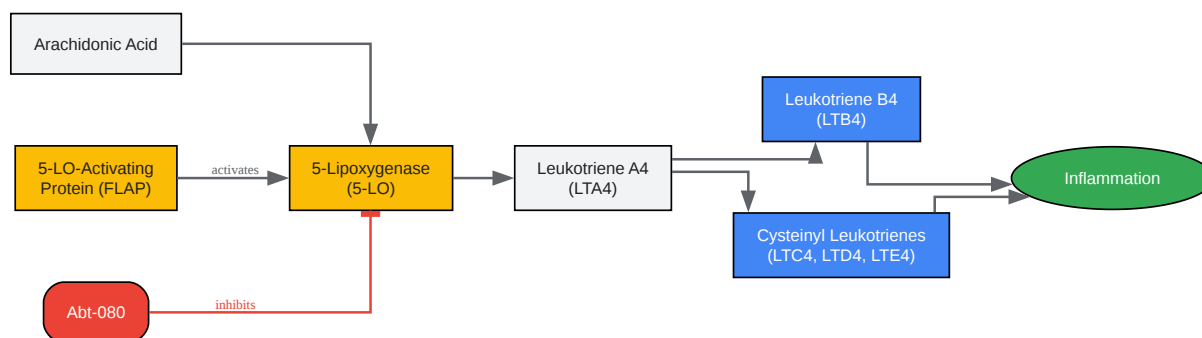 Arachidonic Acid
5-LO-Activating
Protein (FLAP)
activates
5-Lipoxygenase
(5-LO)
Leukotriene A4
(LTA4)
Leukotriene B4
(LTB4)
Cysteinyl Leukotrienes
(LTC4, LTD4, LTE4)
Inflammation
Abt-080
inhibits